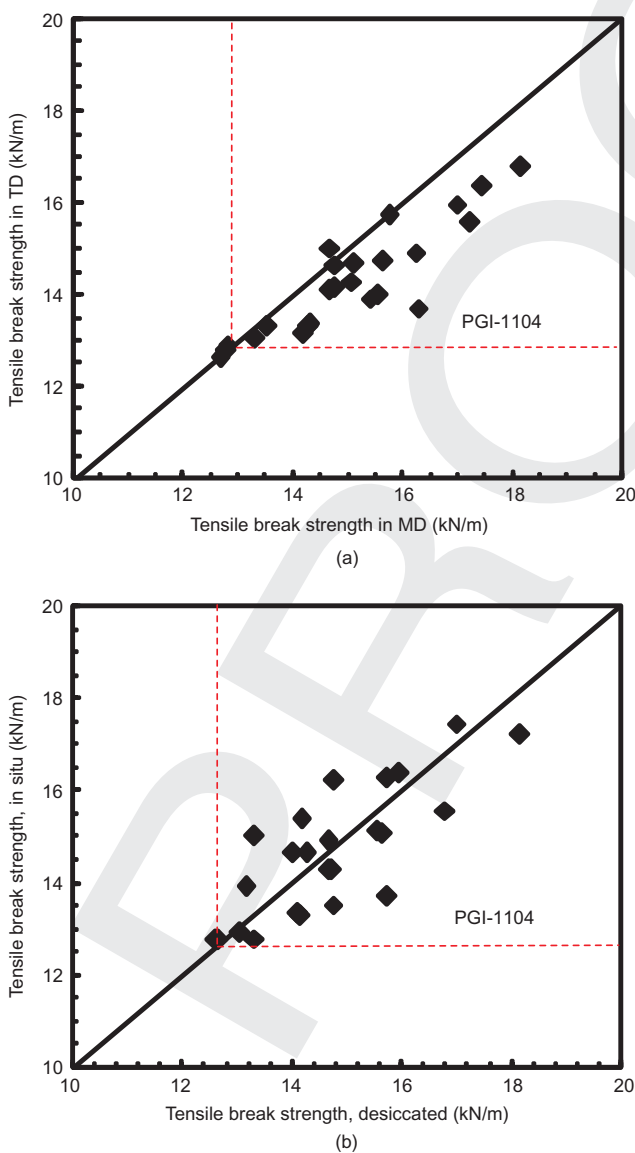 20
18
16
14
12
10
Tensile break strength in TD (kN/m)
PGI-1104
10 12 14 16 18 20
Tensile break strength in MD (kN/m)
(a)
20
18
16
14
12
10
Tensile break strength, in situ (kN/m)
PGI-1104
10 12 14 16 18 20
Tensile break strength, desiccated (kN/m)
(b)